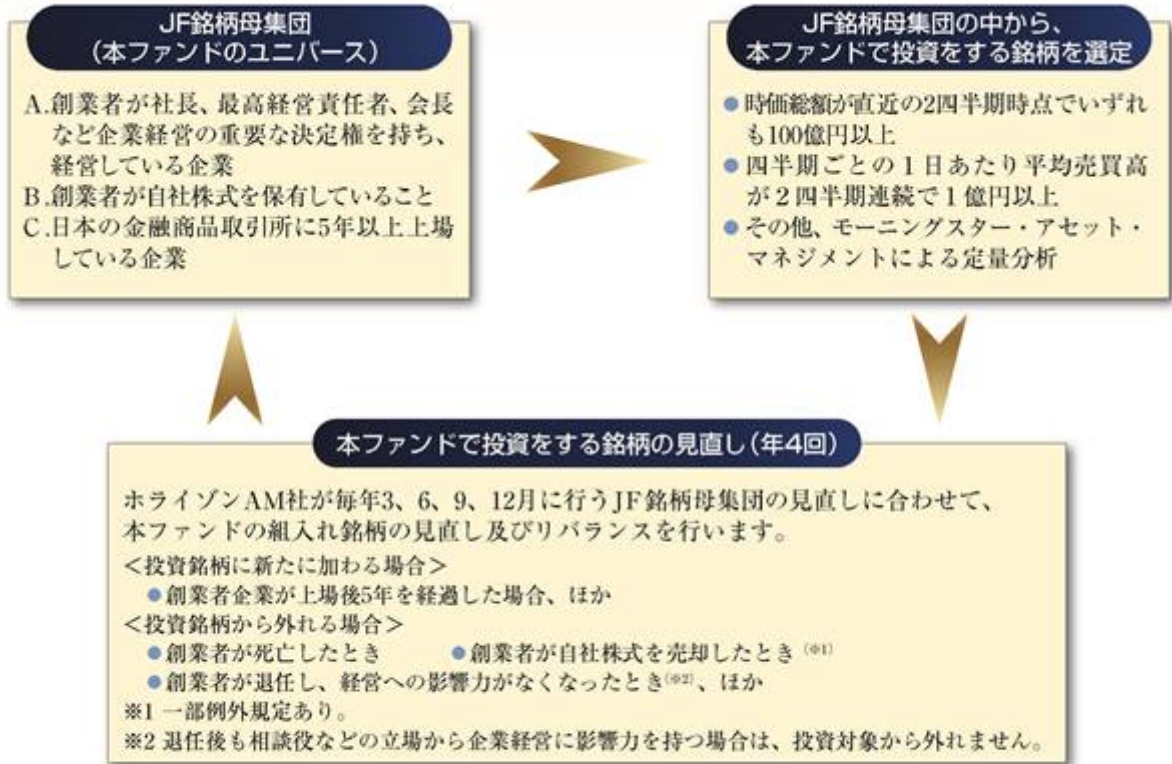 JF銘柄母集団
(本ファンドのユニバース)
A.創業者が社長、最高経営責任者、会長
など企業経営の重要な決定権を持ち、
経営している企業
B.創業者が自社株式を保有していること
C.日本の金融商品取引所に5年以上上場
している企業
JF銘柄母集団の中から、
本ファンドで投資をする銘柄を選定
●時価総額が直近の2四半期時点でいずれ
も100億円以上
●四半期ごとの1日あたり平均売買高
が2四半期連続で1億円以上
●その他、モーニングスター・アセット・
マネジメントによる定量分析
本ファンドで投資をする銘柄の見直し(年4回)
ホライゾンAM社が毎年3、6、9、12月に行うJF銘柄母集団の見直しに合わせて、
本ファンドの組入れ銘柄の見直し及びリバランスを行います。
<投資銘柄に新たに加わる場合>
●創業者企業が上場後5年を経過した場合、ほか
<投資銘柄から外れる場合>
●創業者が死亡したとき ●創業者が自社株式を売却したとき(※1)
●創業者が退任し、経営への影響力がなくなったとき(※2)、ほか
※1 一部例外規定あり。
※2 退任後も相談役などの立場から企業経営に影響力を持つ場合は、投資対象から外れません。